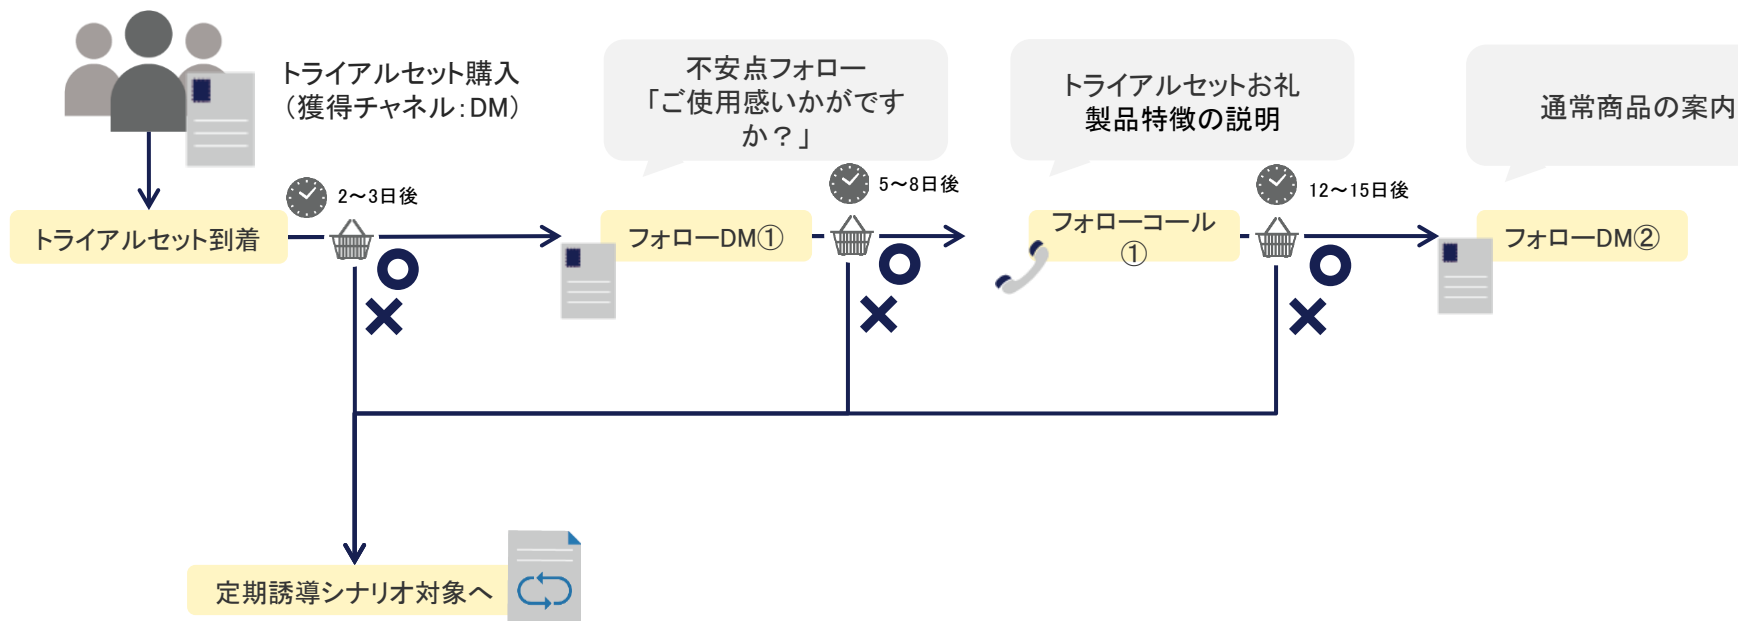 トライアルセット購入
（獲得チャネル：DM）
不安点フォロー
「ご使用感いかがです
か？」
トライアルセットお礼
製品特徴の説明
通常商品の案内
2～3日後
5～8日後
12～15日後
トライアルセット到着
フォローDM①
フォローコール
①
フォローDM②
定期誘導シナリオ対象へ